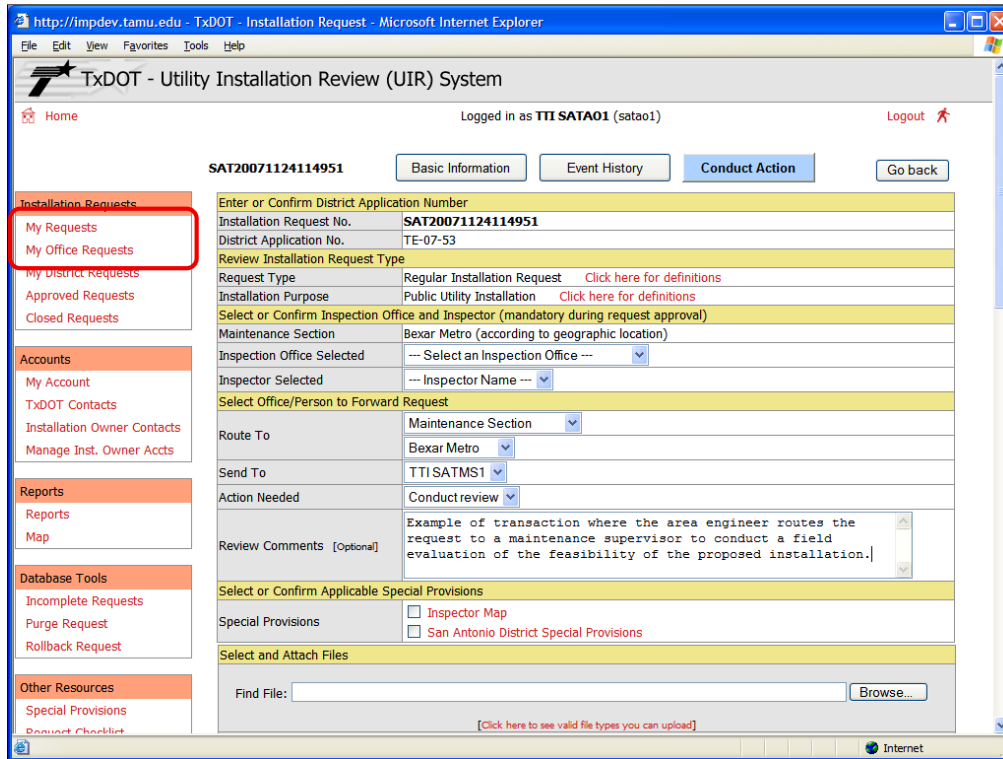 http://impdev.tamu.edu - TxDOT - Installation Request - Microsoft Internet Explorer
File Edit View Favorites Tools Help
TxDOT - Utility Installation Review (UIR) System
Home Logged in as TTI SATAO1 (satao1) Logout
SAT20071124114951 Basic Information Event History Conduct Action Go back
Installation Requests
My Requests
My Office Requests
My District Requests
Approved Requests
Closed Requests
Accounts
My Account
TxDOT Contacts
Installation Owner Contacts
Manage Inst. Owner Accts
Reports
Reports
Map
Database Tools
Incomplete Requests
Purge Request
Rollback Request
Other Resources
Special Provisions
Request Checklist
Enter or Confirm District Application Number
Installation Request No. SAT20071124114951
District Application No. TE-07-53
Review Installation Request Type
Request Type Regular Installation Request Click here for definitions
Installation Purpose Public Utility Installation Click here for definitions
Select or Confirm Inspection Office and Inspector (mandatory during request approval)
Maintenance Section Bexar Metro (according to geographic location)
Inspection Office Selected --- Select an Inspection Office ---
Inspector Selected --- Inspector Name ---
Select Office/Person to Forward Request
Route To Maintenance Section
Bexar Metro
Send To TTI SATMS1
Action Needed Conduct review
Review Comments [Optional] Example of transaction where the area engineer routes the
request to a maintenance supervisor to conduct a field
evaluation of the feasibility of the proposed installation.
Select or Confirm Applicable Special Provisions
Special Provisions Inspector Map
San Antonio District Special Provisions
Select and Attach Files
Find File: Browse...
[Click here to see valid file types you can upload]
Internet